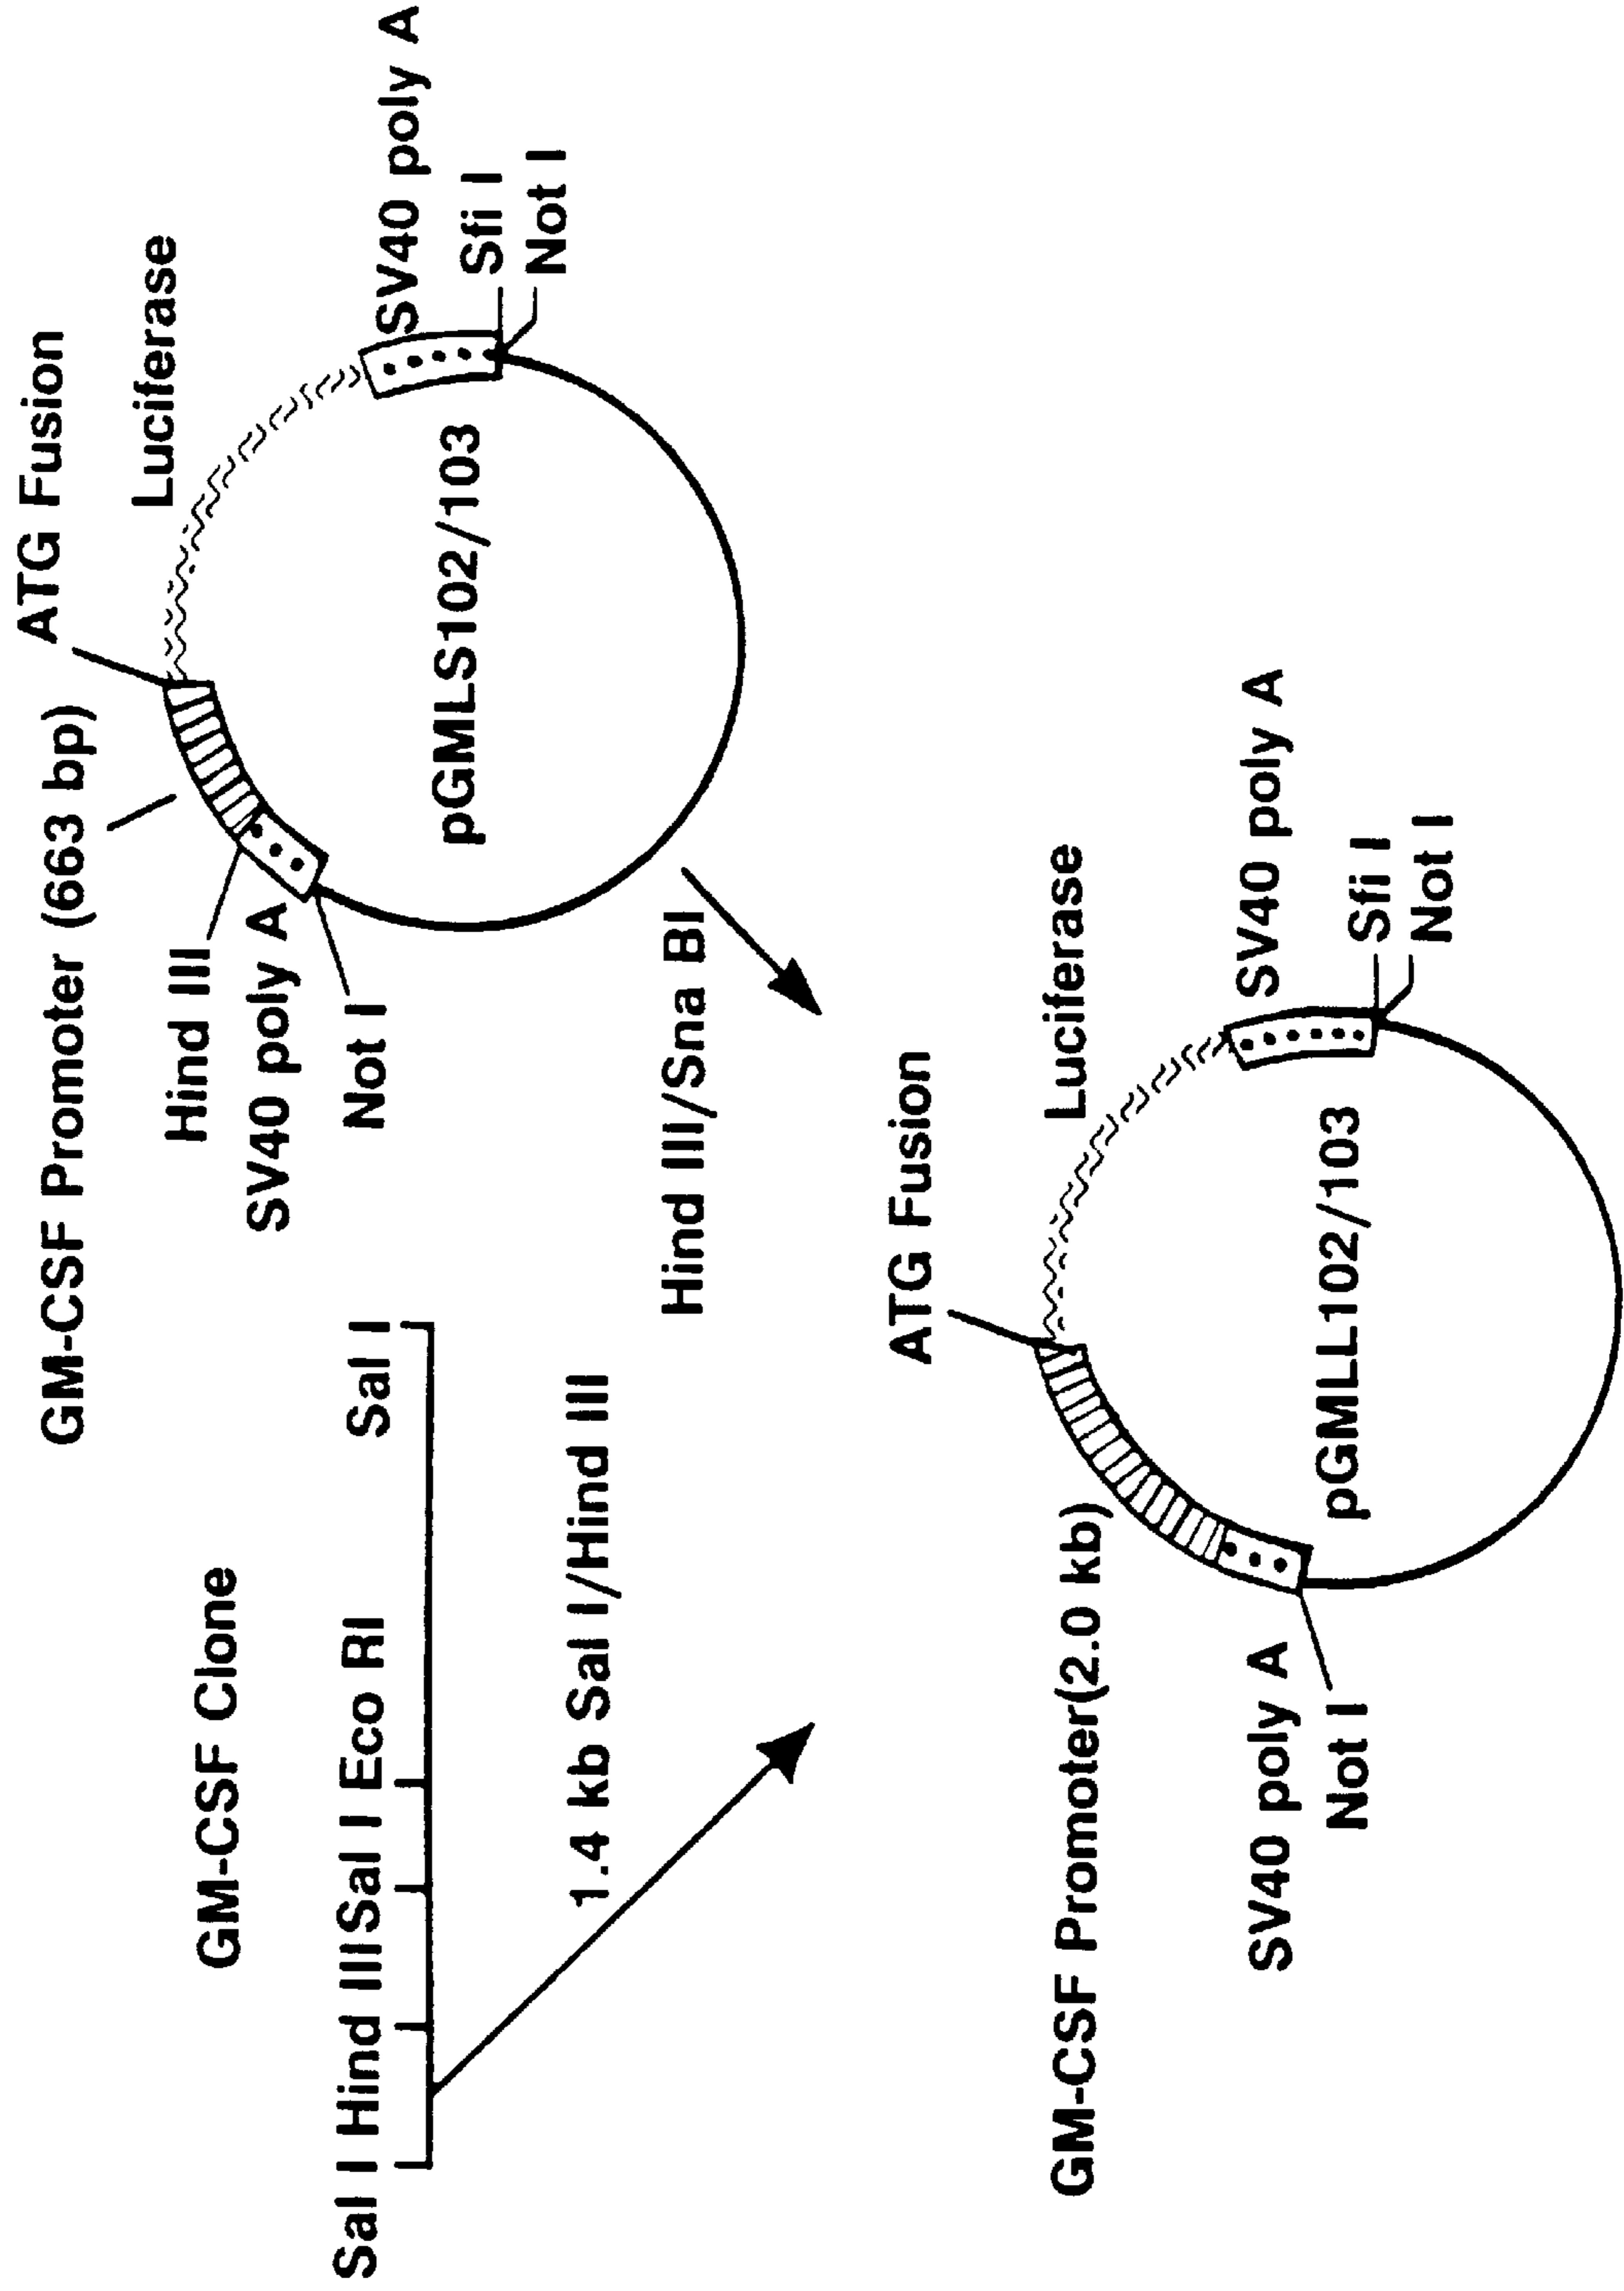 GM-CSF Promoter (663 bp)
ATG Fusion
Luciferase
Hind III
SV40 poly A
Not I
SV40 poly A
Sfi I
Not I
pGMLS102/103
GM-CSF Clone
Sal I Hind III Sal I Eco RI Sal I
1.4 kb Sal I/Hind III
Hind III/Sna BI
ATG Fusion
Luciferase
GM-CSF Promoter(2.0 kb)
SV40 poly A
Not I
SV40 poly A
Sfi I
Not I
pGMLL102/103